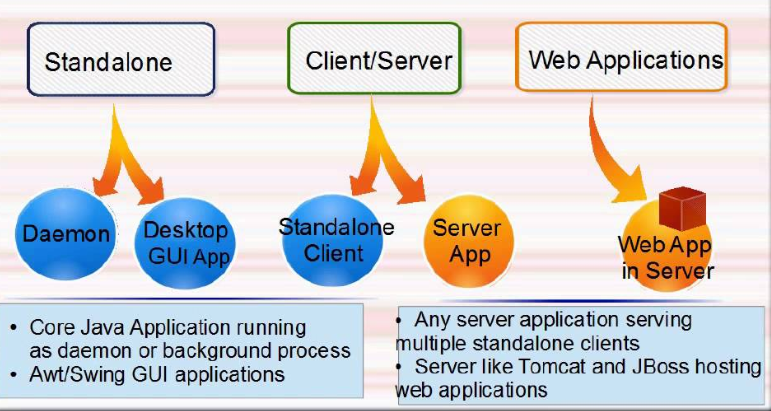 Standalone
Client/Server
Web Applications
Daemon
Desktop
GUI App
Standalone
Client
Server
App
Web App
in Server
• Core Java Application running
as daemon or background process
• Awt/Swing GUI applications
• Any server application serving
multiple standalone clients
• Server like Tomcat and JBoss hosting
web applications